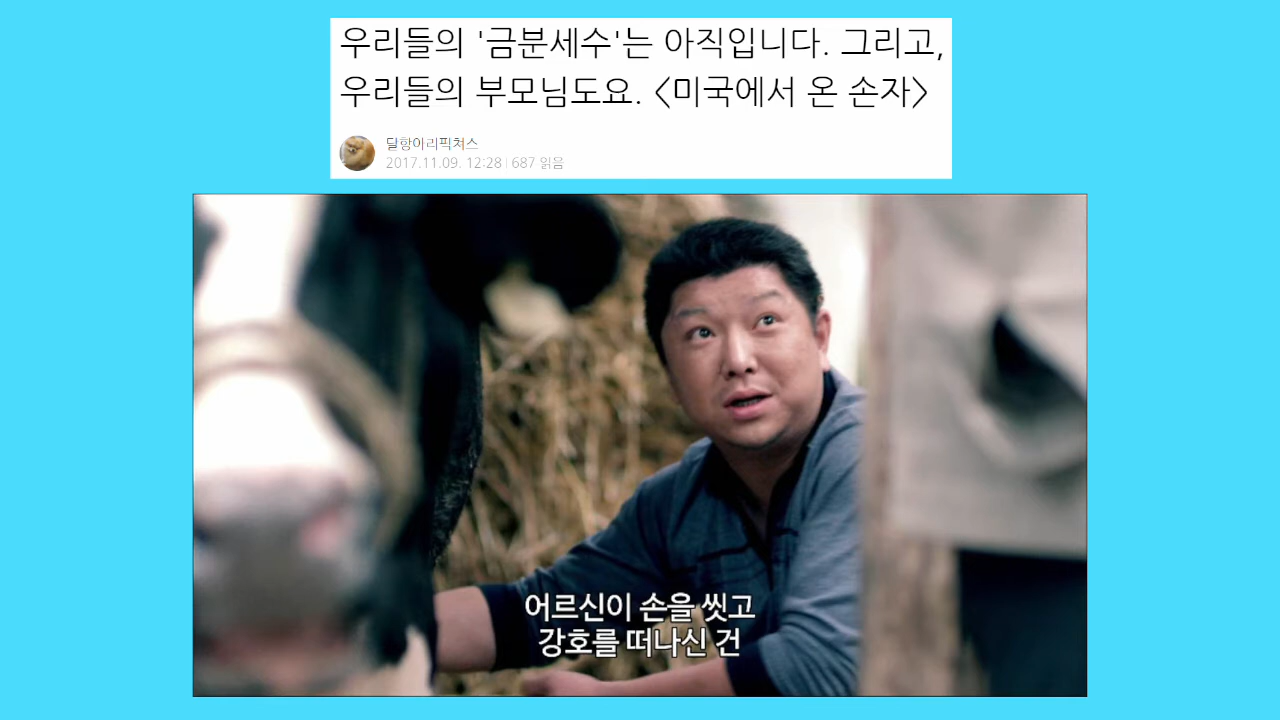 우리들의 '금분세수'는 아직입니다. 그리고,
우리들의 부모님도요. <미국에서 온 손자>
달항아리픽쳐스
2017.11.09. 12:28 | 687 읽음
어르신이 손을 씻고
강호를 떠나신 건